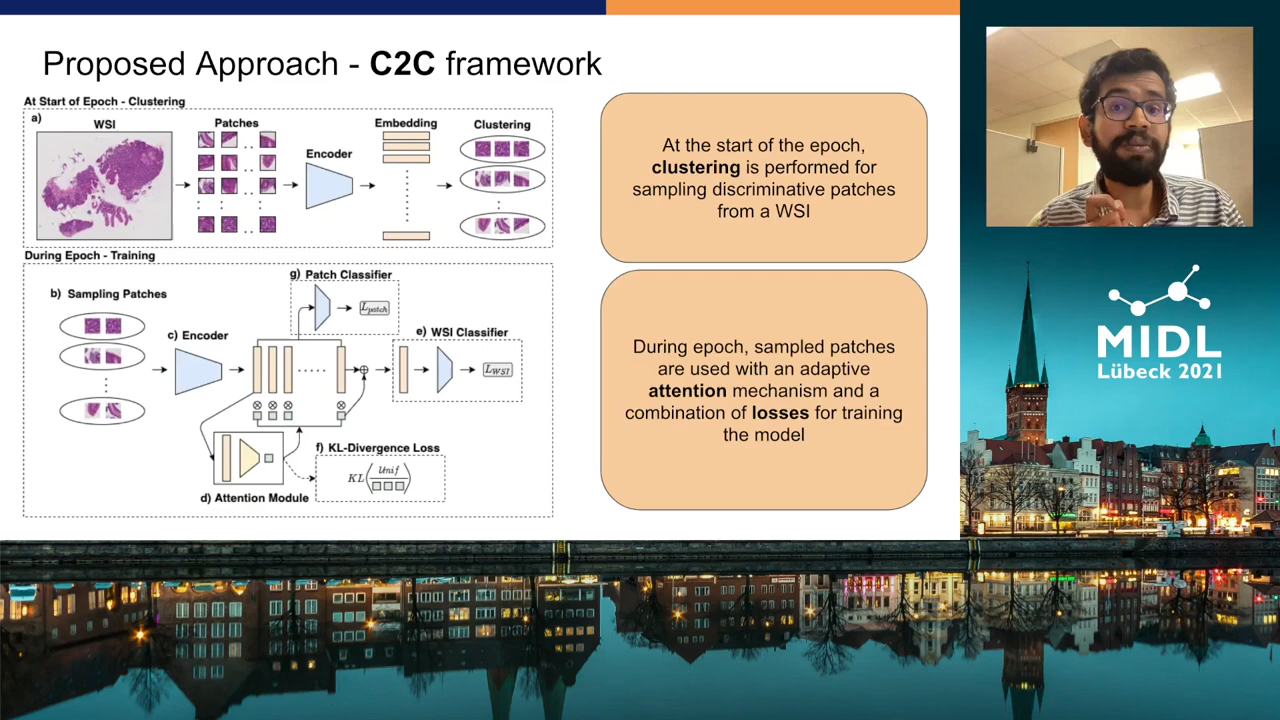 Proposed Approach - C2C framework
At Start of Epoch - Clustering
a)
WSI
Patches
Encoder
Embedding
Clustering
During Epoch - Training
b) Sampling Patches
c) Encoder
g) Patch Classifier
L_patch
e) WSI Classifier
L_WSI
d) Attention Module
f) KL-Divergence Loss
KL( Unif )
At the start of the epoch,
clustering is performed for
sampling discriminative patches
from a WSI
During epoch, sampled patches
are used with an adaptive
attention mechanism and a
combination of losses for training
the model
MIDL
Lübeck 2021